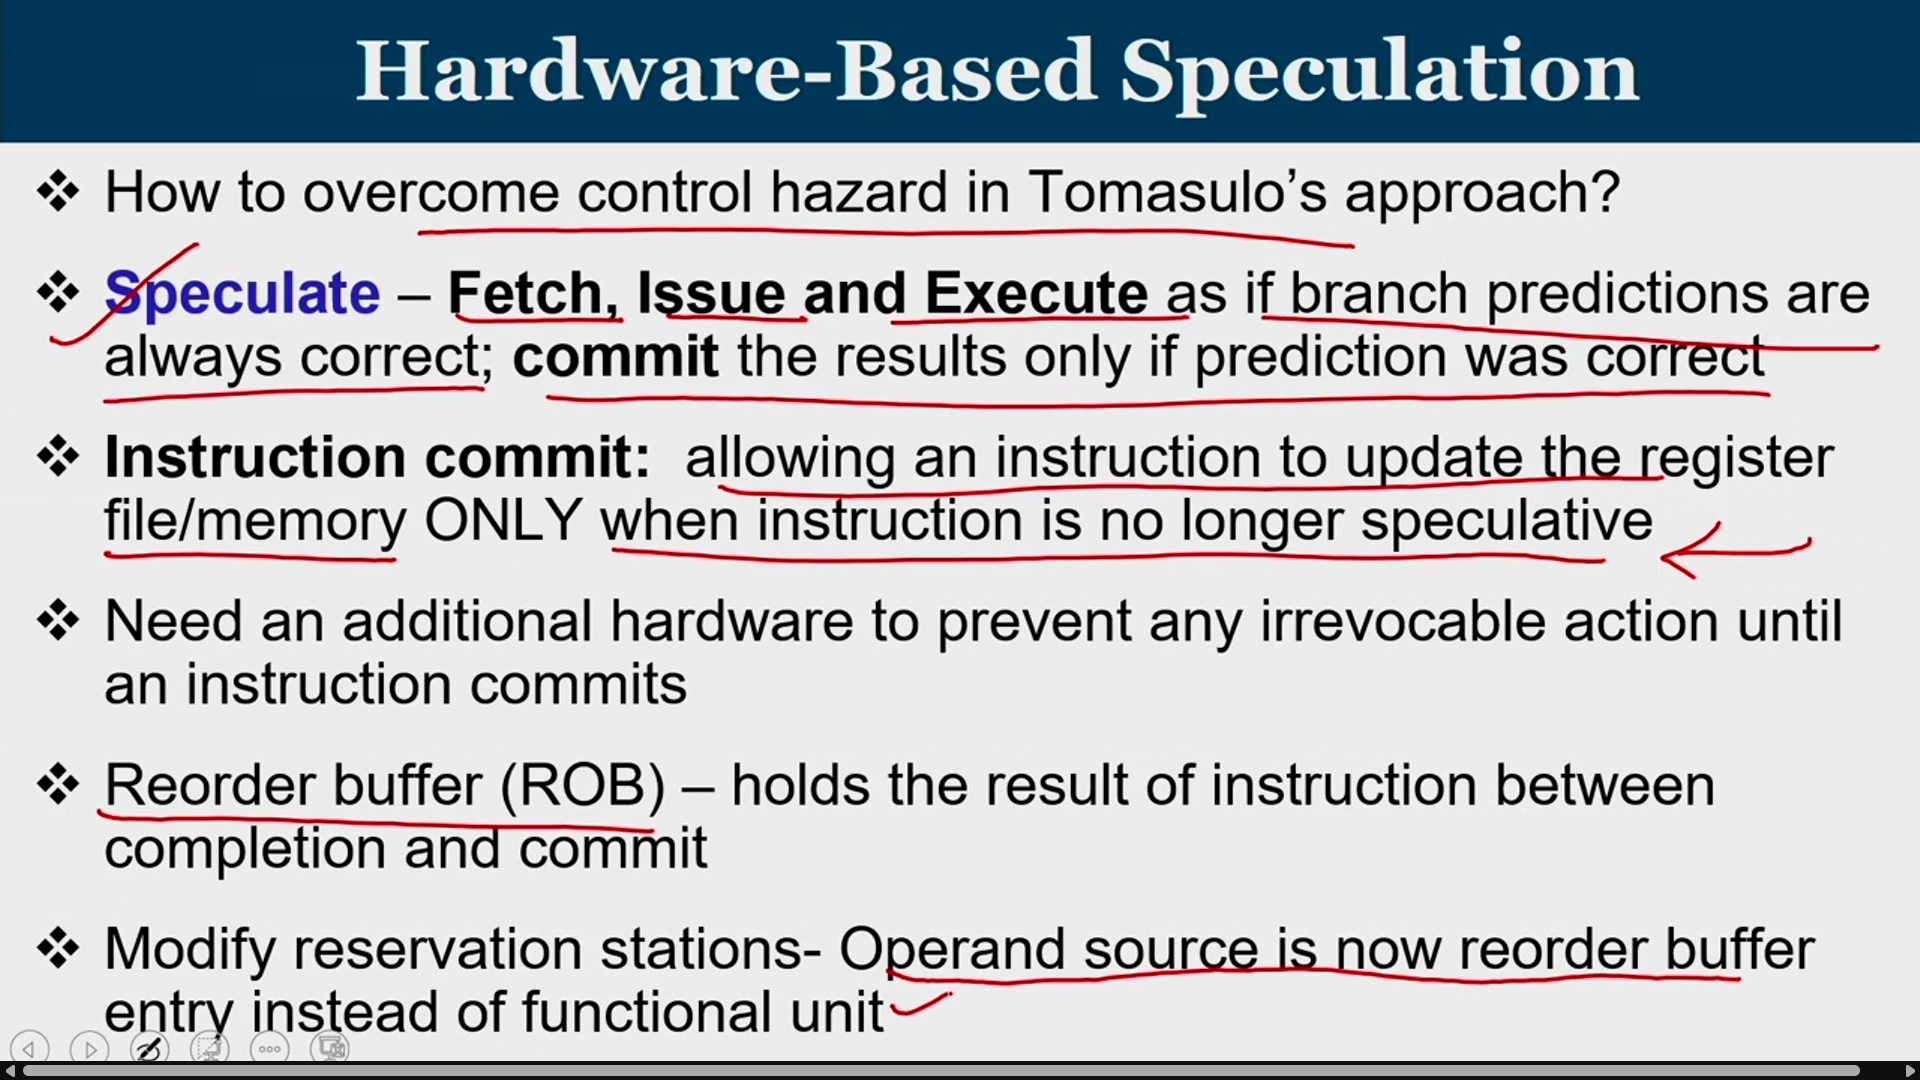 Hardware-Based Speculation
❖ How to overcome control hazard in Tomasulo’s approach?
❖ Speculate – Fetch, Issue and Execute as if branch predictions are
always correct; commit the results only if prediction was correct
❖ Instruction commit: allowing an instruction to update the register
file/memory ONLY when instruction is no longer speculative
❖ Need an additional hardware to prevent any irrevocable action until
an instruction commits
❖ Reorder buffer (ROB) – holds the result of instruction between
completion and commit
❖ Modify reservation stations- Operand source is now reorder buffer
entry instead of functional unit